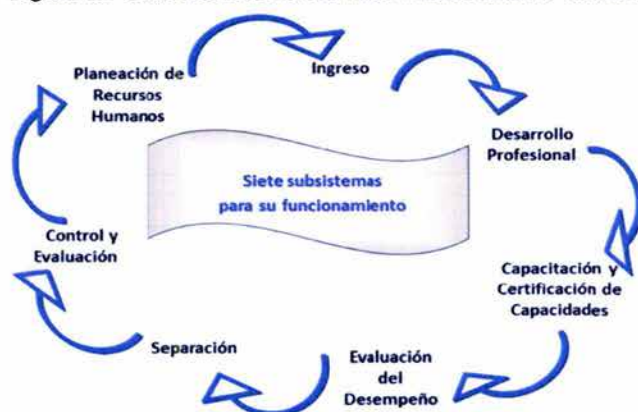 Ingreso
Planeación de
Recursos
Humanos
Desarrollo
Profesional
Siete subsistemas
para su funcionamiento
Control y
Evaluación
Capacitación y
Certificación de
Capacidades
Separación
Evaluación
del
Desempeño